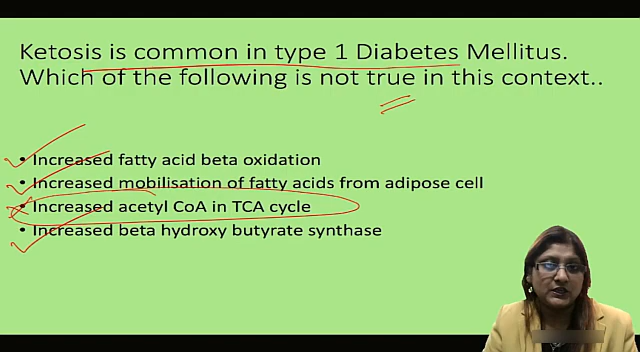 Ketosis is common in type 1 Diabetes Mellitus.
Which of the following is not true in this context..
• Increased fatty acid beta oxidation
• Increased mobilisation of fatty acids from adipose cell
• Increased acetyl CoA in TCA cycle
• Increased beta hydroxy butyrate synthase